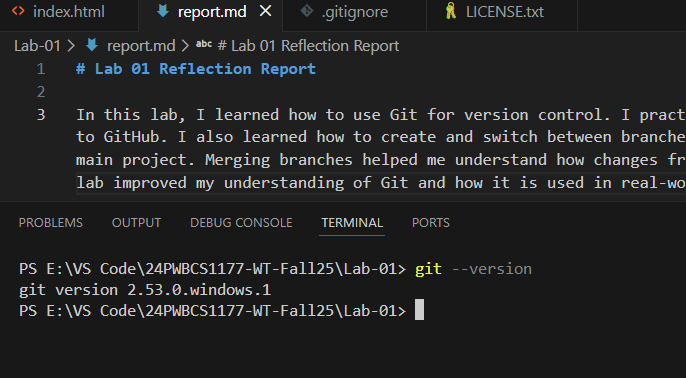 index.html report.md .gitignore LICENSE.txt
Lab-01 > report.md > abc # Lab 01 Reflection Report
1 # Lab 01 Reflection Report
2
3 In this lab, I learned how to use Git for version control. I pract
to GitHub. I also learned how to create and switch between branche
main project. Merging branches helped me understand how changes fr
lab improved my understanding of Git and how it is used in real-wo
PROBLEMS OUTPUT DEBUG CONSOLE TERMINAL PORTS
PS E:\VS Code\24PWBCS1177-WT-Fall25\Lab-01> git --version
git version 2.53.0.windows.1
PS E:\VS Code\24PWBCS1177-WT-Fall25\Lab-01>